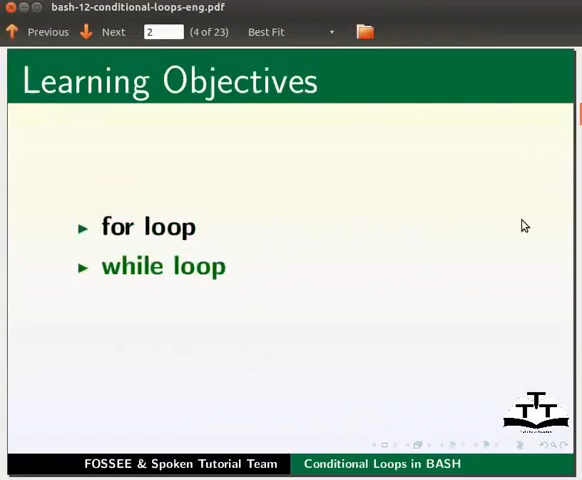 bash-12-conditional-loops-eng.pdf
Previous Next 2 (4 of 23) Best Fit
Learning Objectives
for loop
while loop
TTT
FOSSEE & Spoken Tutorial Team Conditional Loops in BASH